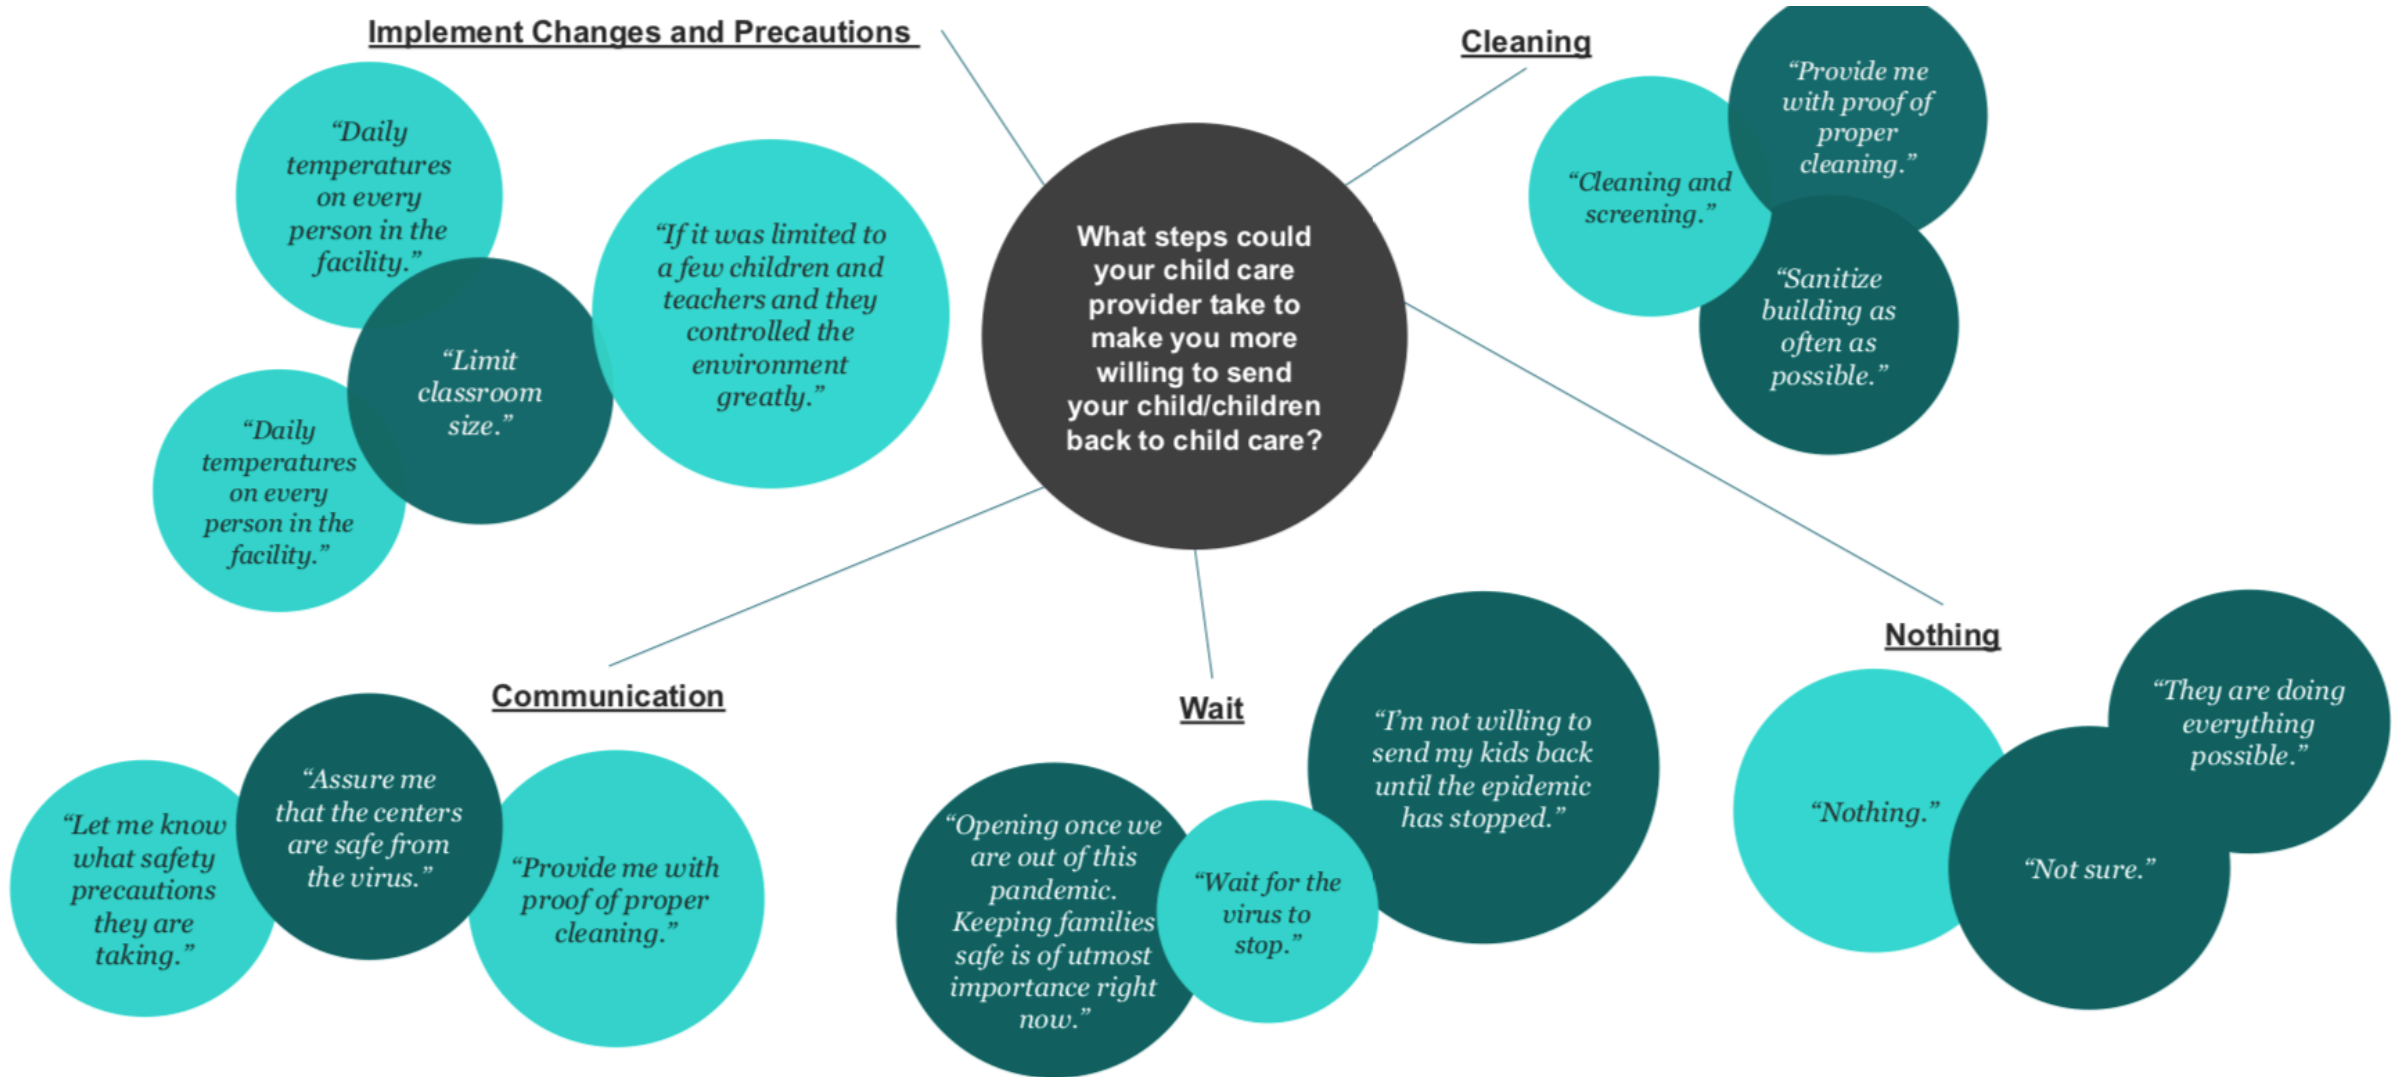 Implement Changes and Precautions
“Daily
temperatures
on every
person in the
facility.”
“Limit
classroom
size.”
“If it was limited to
a few children and
teachers and they
controlled the
environment
greatly.”
“Daily
temperatures
on every
person in the
facility.”
What steps could
your child care
provider take to
make you more
willing to send
your child/children
back to child care?
Cleaning
“Cleaning and
screening.”
“Provide me
with proof of
proper
cleaning.”
“Sanitize
building as
often as
possible.”
Communication
“Let me know
what safety
precautions
they are
taking.”
“Assure me
that the centers
are safe from
the virus.”
“Provide me with
proof of proper
cleaning.”
Wait
“Opening once we
are out of this
pandemic.
Keeping families
safe is of utmost
importance right
now.”
“Wait for the
virus to
stop.”
“I’m not willing to
send my kids back
until the epidemic
has stopped.”
Nothing
“Nothing.”
“Not sure.”
“They are doing
everything
possible.”